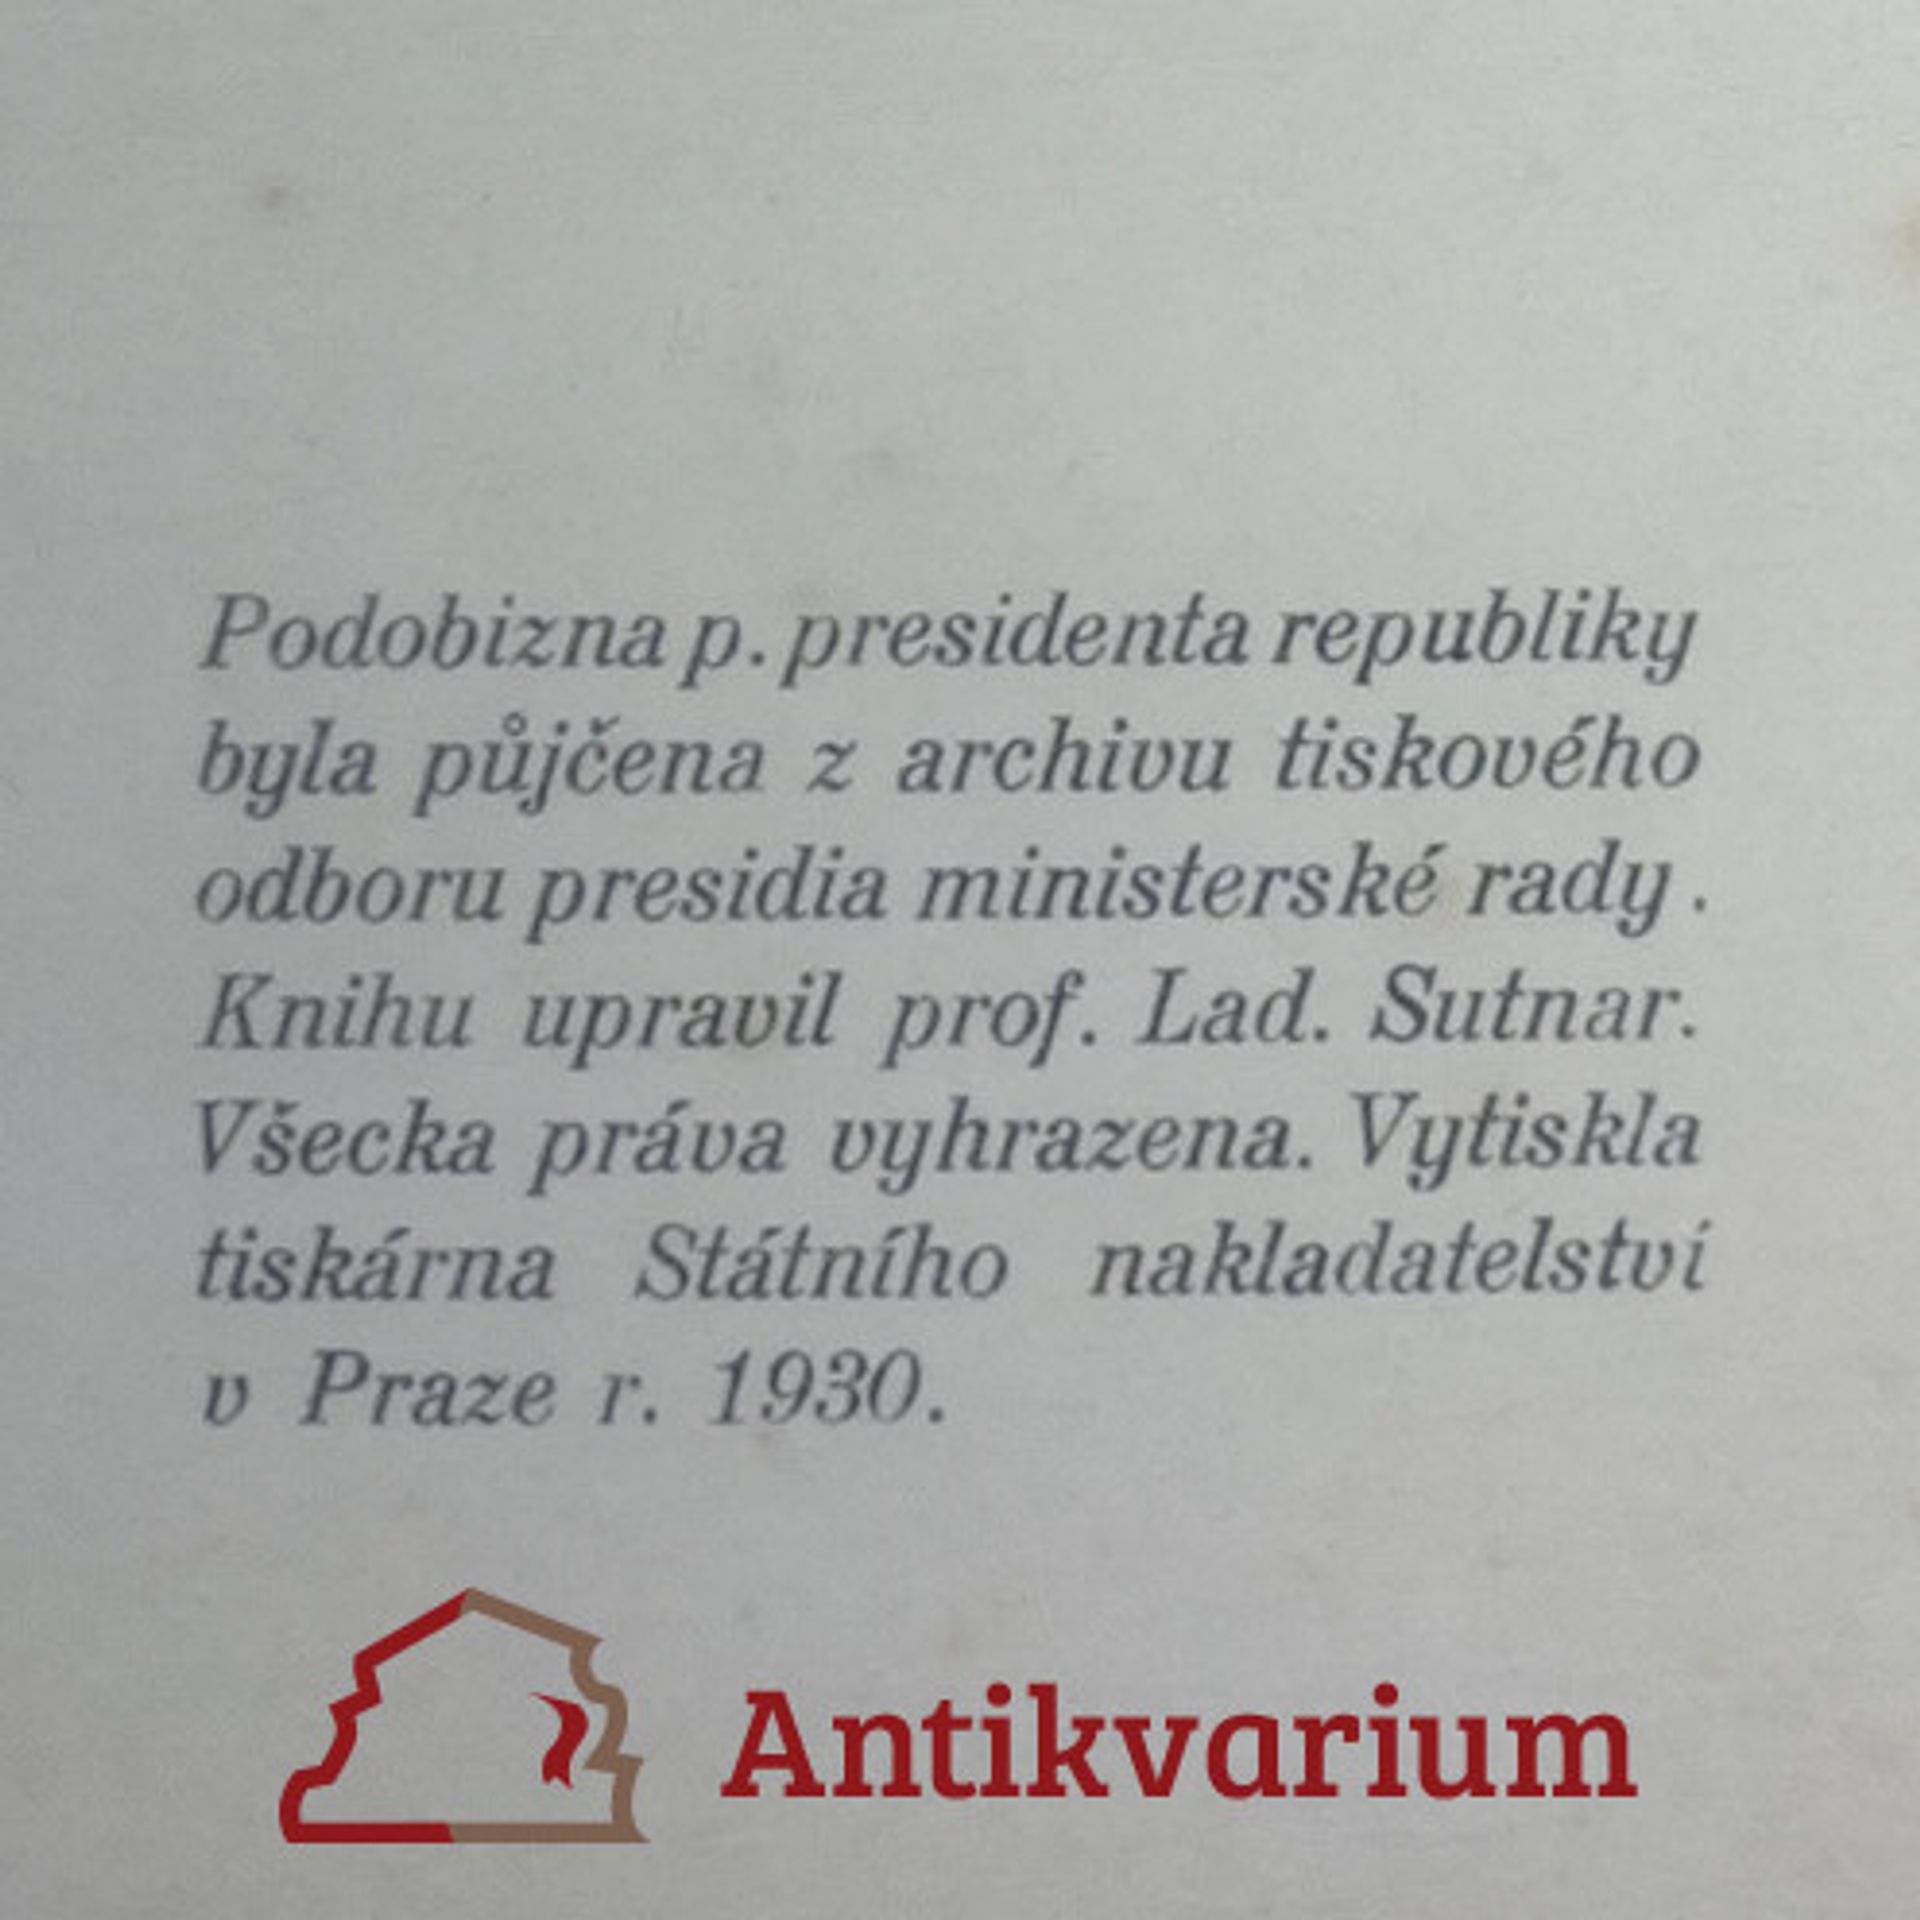 Podobizna p. presidenta republiky
byla půjčena z archivu tiskového
odboru presidia ministerské rady.
Knihu upravil prof. Lad. Sutnar.
Všecka práva vyhrazena. Vytiskla
tiskárna Státního nakladatelství
v Praze r. 1930.
Antikvarium